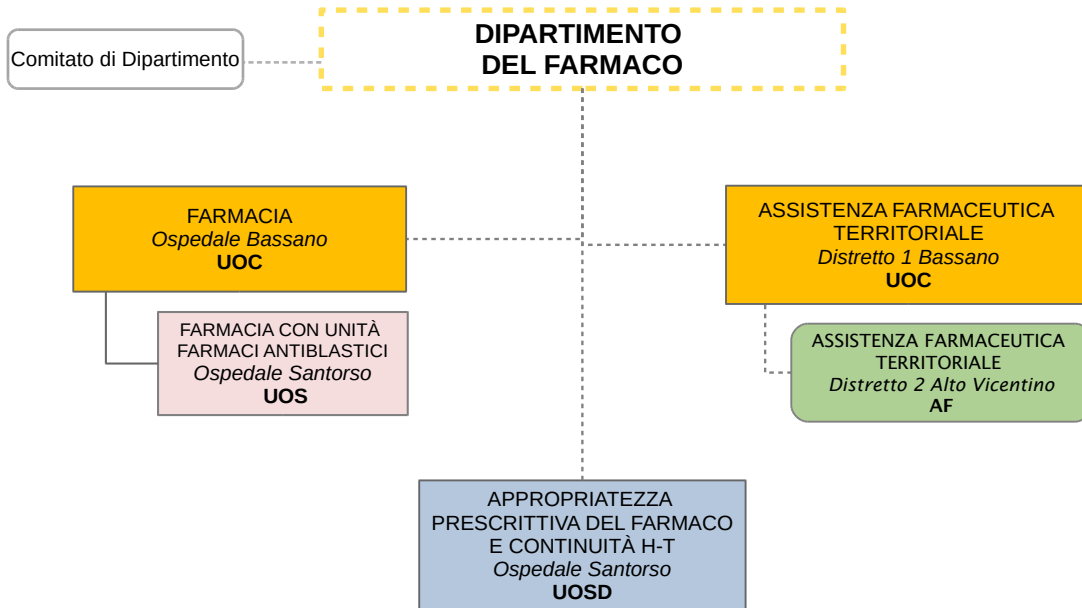 DIPARTIMENTO
DEL FARMACO
Comitato di Dipartimento
FARMACIA
Ospedale Bassano
UOC
ASSISTENZA FARMACEUTICA
TERRITORIALE
Distretto 1 Bassano
UOC
FARMACIA CON UNITÀ
FARMACI ANTIBLASTICI
Ospedale Santorso
UOS
ASSISTENZA FARMACEUTICA
TERRITORIALE
Distretto 2 Alto Vicentino
AF
APPROPRIATEZZA
PRESCRITTIVA DEL FARMACO
E CONTINUITÀ H-T
Ospedale Santorso
UOSD